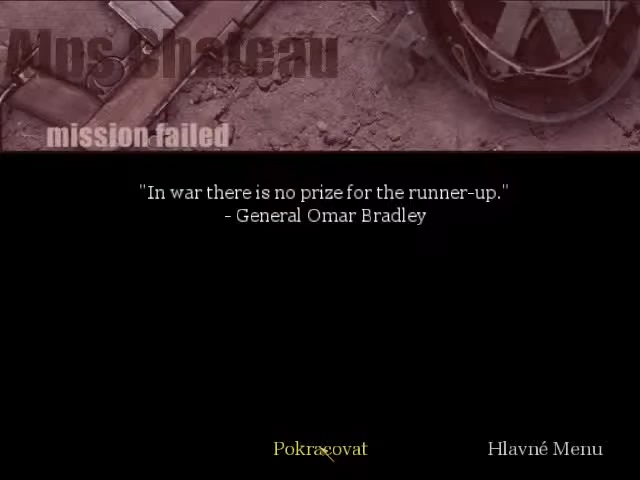 Alps Chateau
mission failed
"In war there is no prize for the runner-up."
- General Omar Bradley
Pokracovat
Hlavné Menu